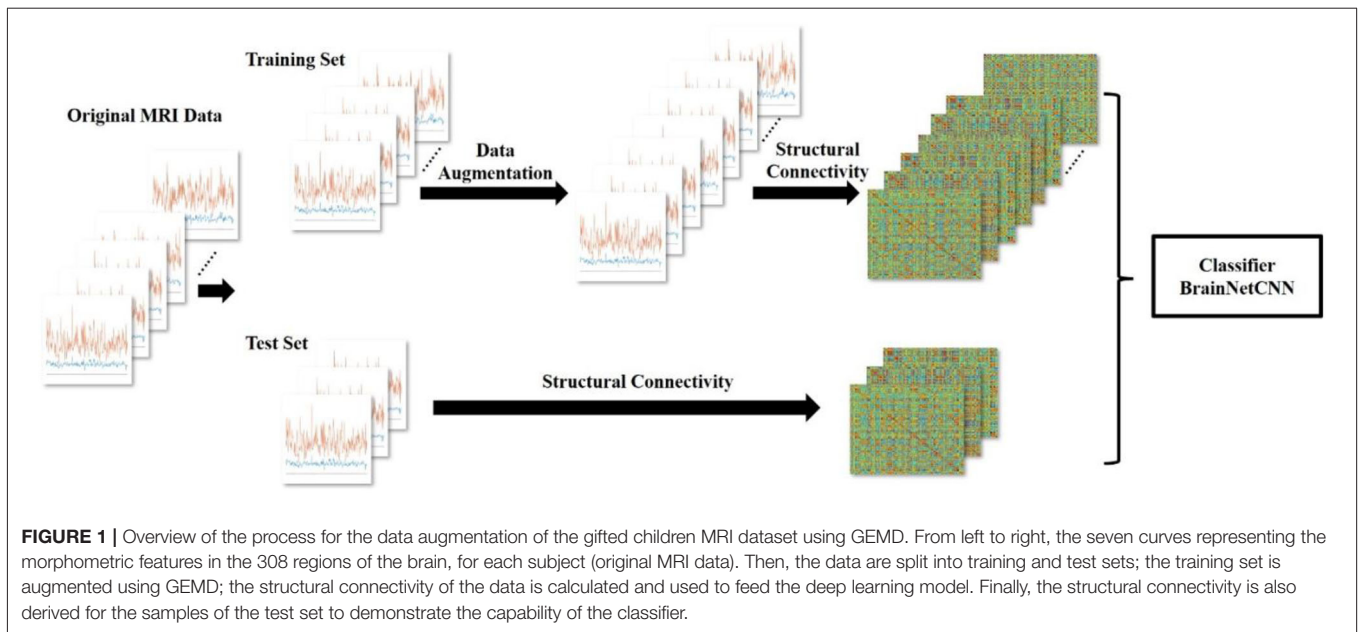 Training Set
Original MRI Data
Data
Augmentation
Structural
Connectivity
Classifier
BrainNetCNN
Test Set
Structural Connectivity
FIGURE 1 | Overview of the process for the data augmentation of the gifted children MRI dataset using GEMD. From left to right, the seven curves representing the
morphometric features in the 308 regions of the brain, for each subject (original MRI data). Then, the data are split into training and test sets; the training set is
augmented using GEMD; the structural connectivity of the data is calculated and used to feed the deep learning model. Finally, the structural connectivity is also
derived for the samples of the test set to demonstrate the capability of the classifier.